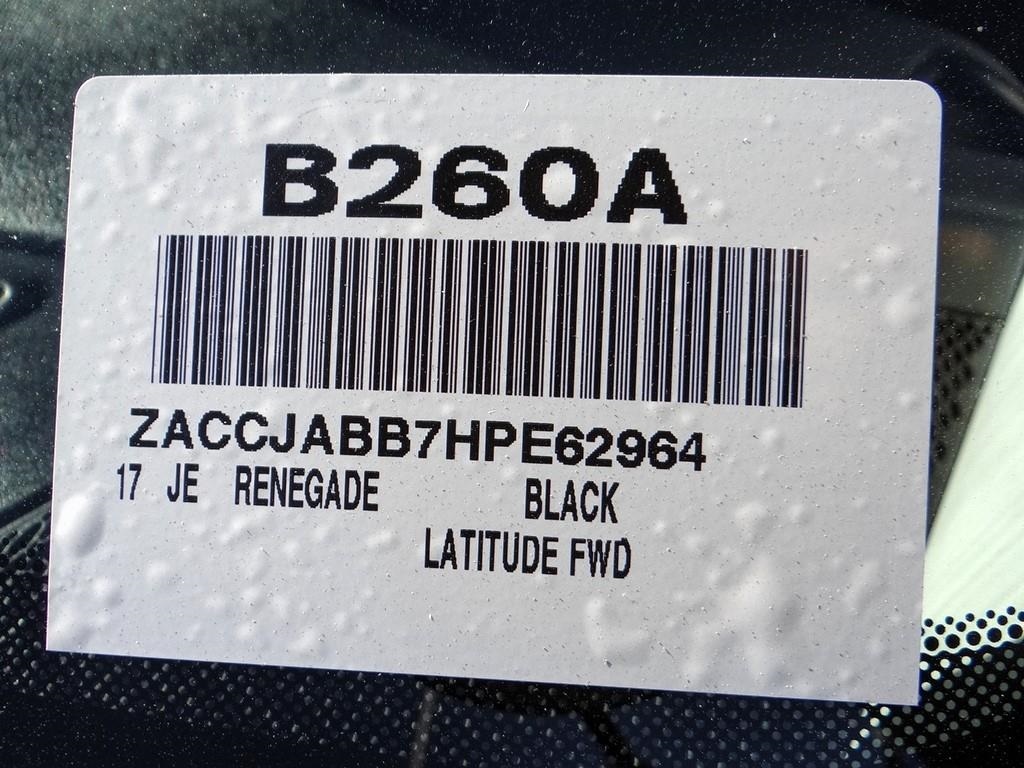 B260A
ZACCJABB7HPE62964
17 JE RENEGADE BLACK
LATITUDE FWD